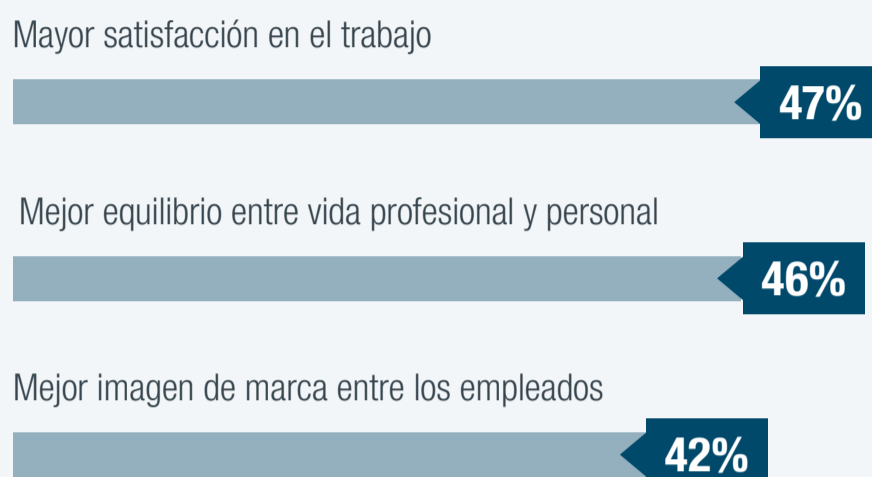 Mayor satisfacción en el trabajo
47%
Mejor equilibrio entre vida profesional y personal
46%
Mejor imagen de marca entre los empleados
42%